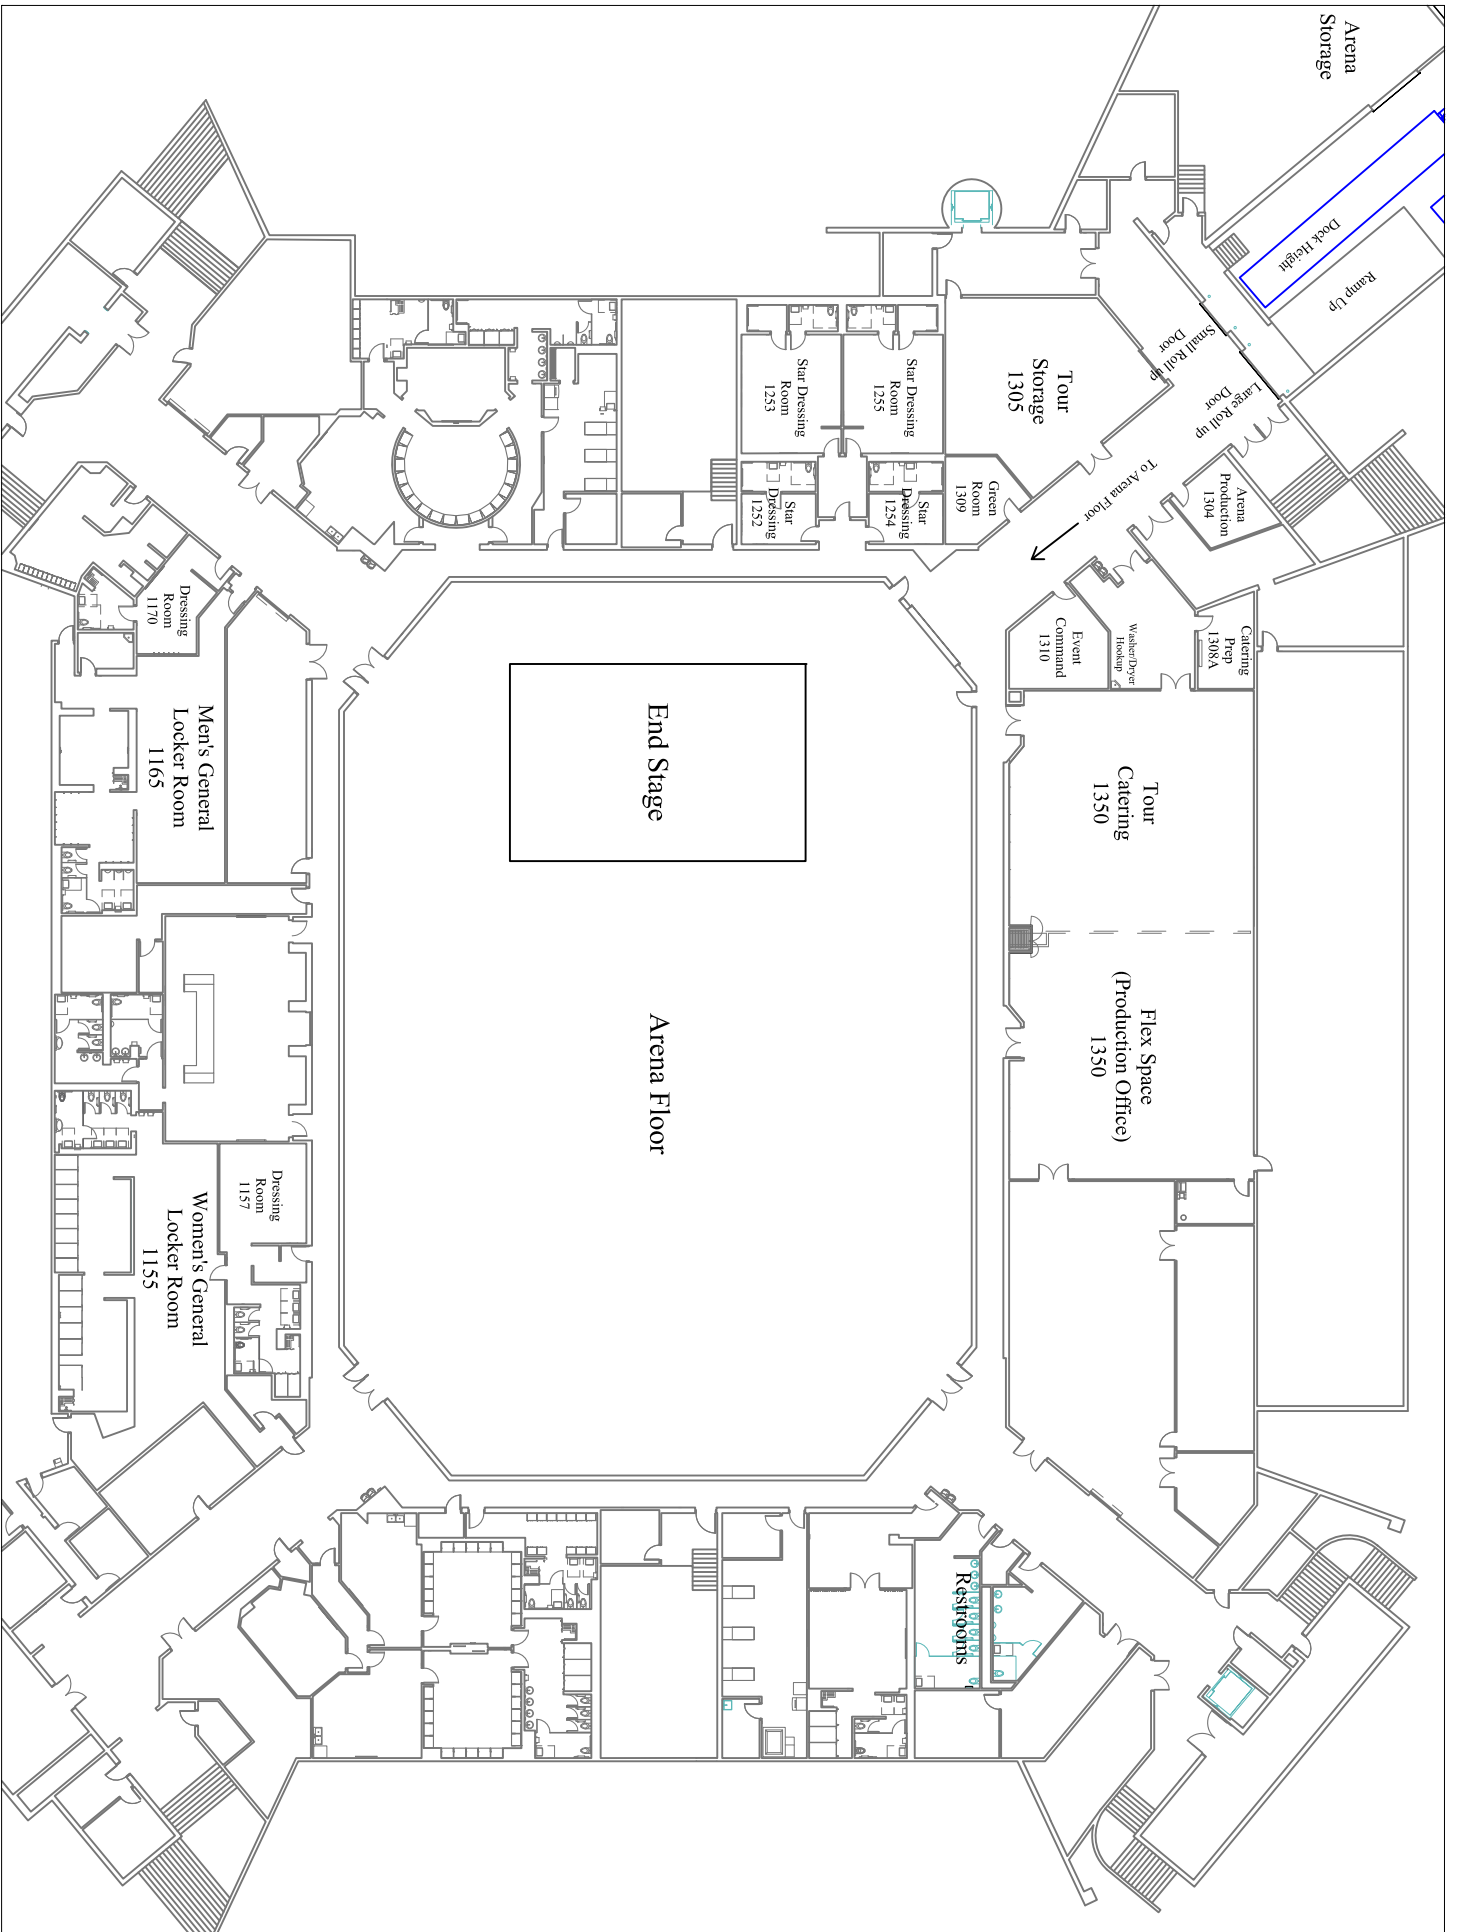 Arena
Storage
Dock Height
Ramp Up
Small Roll up
Door
Large Roll up
Door
To Arena Floor
Tour
Storage
1305
Star Dressing
Room
1255
Star Dressing
Room
1253
Star
Dressing
1254
Star
Dressing
1252
Green
Room
1309
Arena
Production
1304
Catering
Prep
1308A
Washer/Dryer
Hookup
Event
Command
1310
Tour
Catering
1350
Flex Space
(Production Office)
1350
End Stage
Arena Floor
Dressing
Room
1170
Men's General
Locker Room
1165
Dressing
Room
1157
Women's General
Locker Room
1155
Restrooms